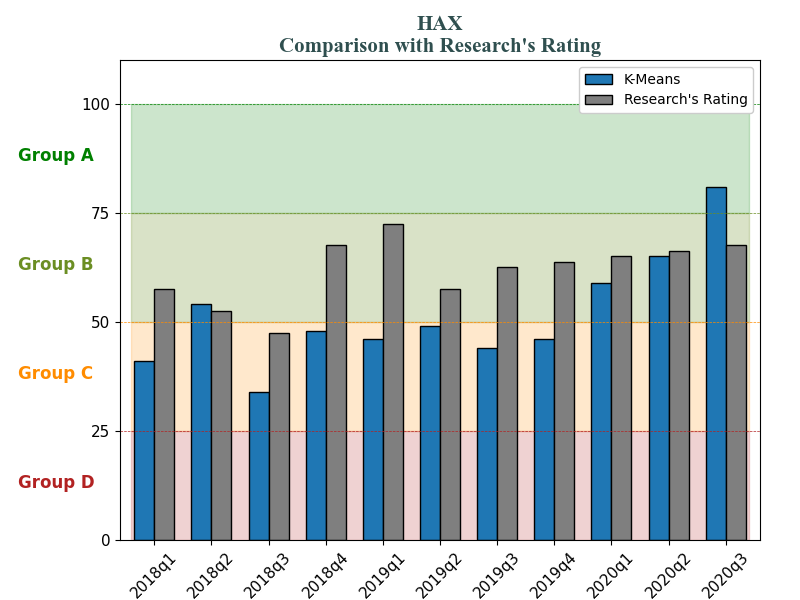 HAX
Comparison with Research's Rating
K-Means
Research's Rating
100
Group A
75
Group B
50
Group C
25
Group D
0
2018q1
2018q2
2018q3
2018q4
2019q1
2019q2
2019q3
2019q4
2020q1
2020q2
2020q3